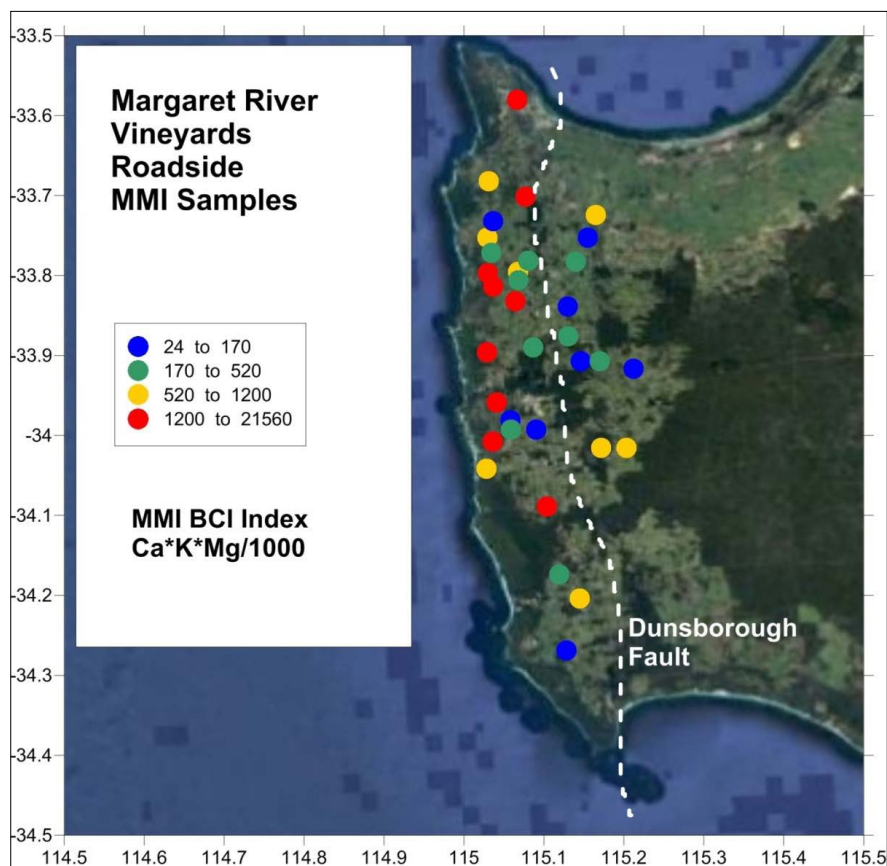 -33.5
-33.6
-33.7
-33.8
-33.9
-34
-34.1
-34.2
-34.3
-34.4
-34.5
Margaret River
Vineyards
Roadside
MMI Samples
24 to 170
170 to 520
520 to 1200
1200 to 21560
MMI BCI Index
Ca*K*Mg/1000
Dunsborough
Fault
114.5 114.6 114.7 114.8 114.9 115 115.1 115.2 115.3 115.4 115.5